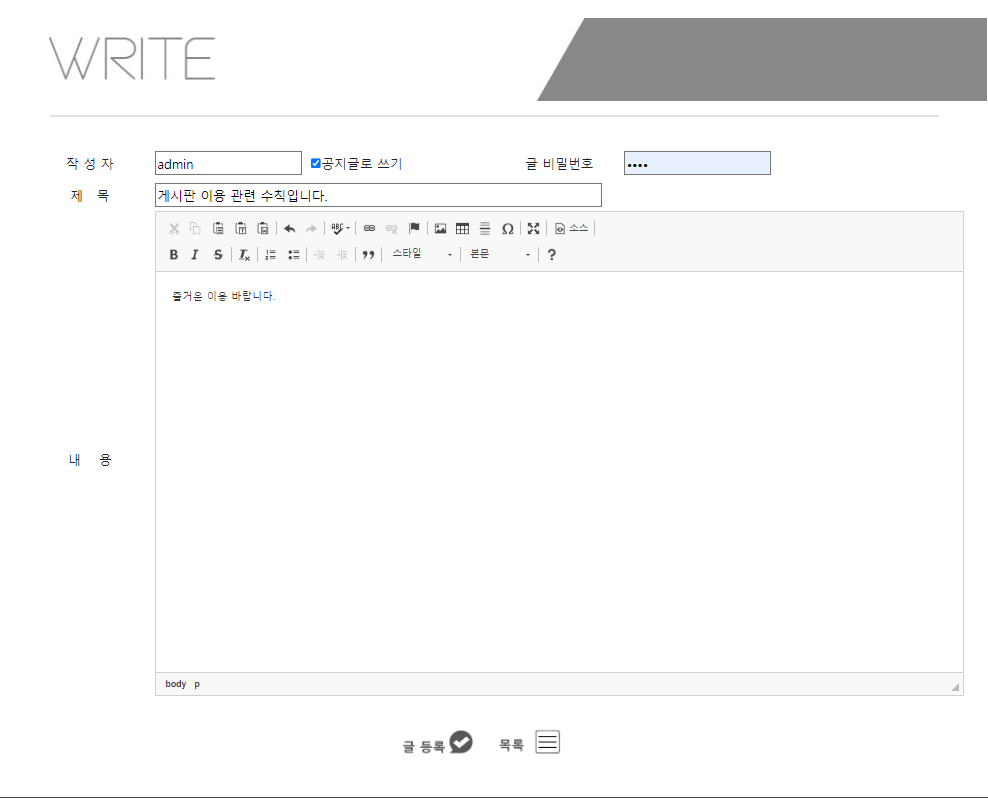 WRITE
작 성 자 admin 공지글로 쓰기 글 비밀번호 ••••
제 목 게시판 이용 관련 수칙입니다.
소스
B I S Tx 스타일 본문 ?
즐거운 이용 바랍니다.
내 용
body p
글 등록 목록